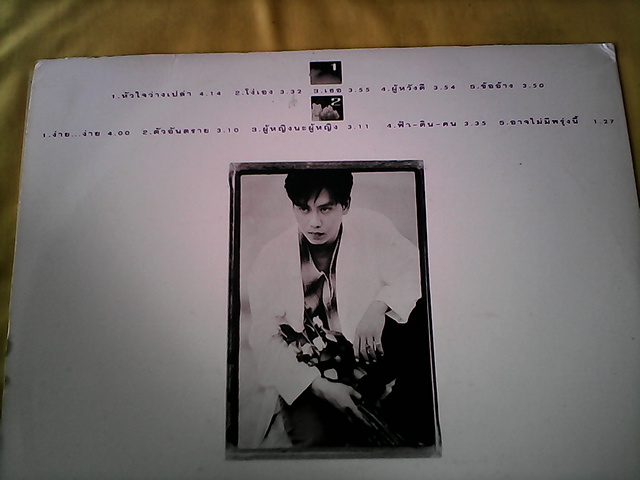 1
1.หัวใจว่างเปล่า 4.14 2.โง่เอง 3.32 3.เธอ 3.55 4.ผู้หวังดี 3.54 5.ข้ออ้าง 3.50
2
1.ง่าย...ง่าย 4.00 2.ตัวอันตราย 3.10 3.ผู้หญิงนะผู้หญิง 3.11 4.ฟ้า-ดิน-คน 3.35 5.อาจไม่มีพรุ่งนี้ 1.27